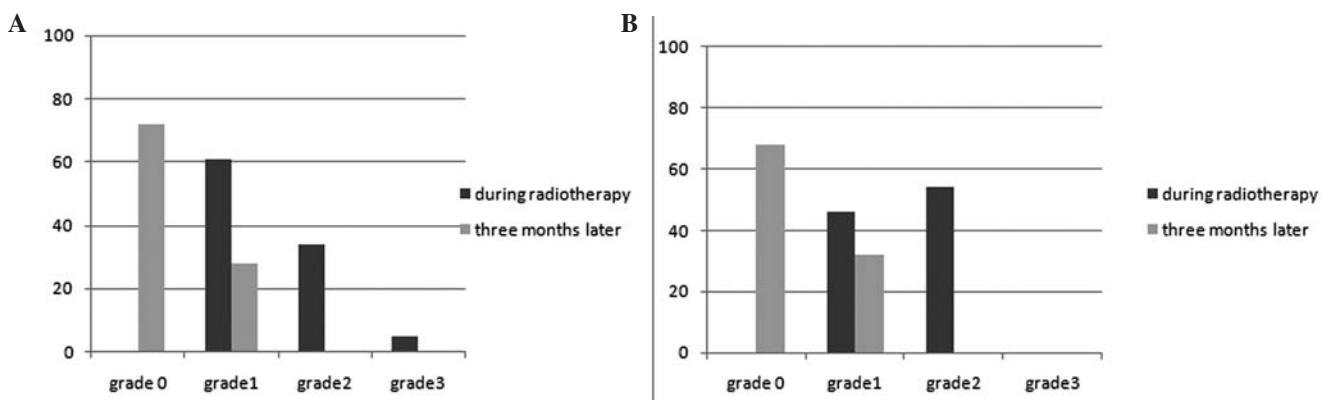 A
100
80
60
40
20
0
grade 0 grade1 grade2 grade3
during radiotherapy
three months later
B
100
80
60
40
20
0
grade 0 grade1 grade2 grade3
during radiotherapy
three months later